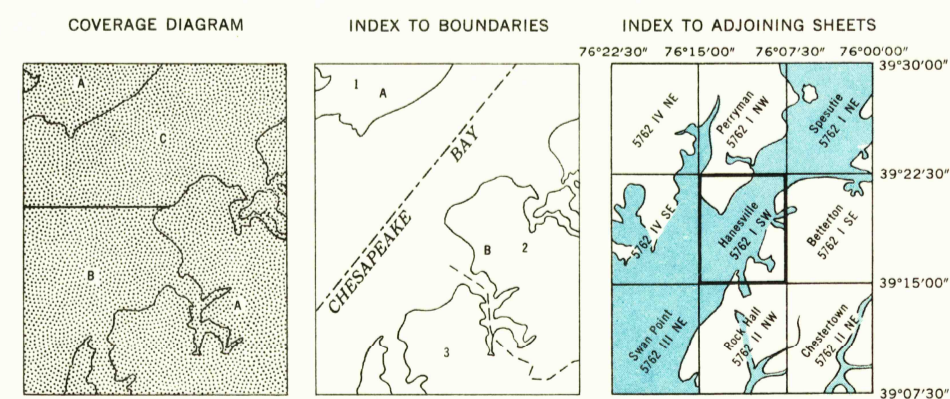 COVERAGE DIAGRAM
A
C
B
A
INDEX TO BOUNDARIES
1 A
CHESAPEAKE BAY
B
2
3
INDEX TO ADJOINING SHEETS
76°22'30" 76°15'00" 76°07'30" 76°00'00"
39°30'00"
39°22'30"
39°15'00"
39°07'30"
5762 IV NE
Perryman
5762 I NW
Spesutie
5762 I NE
5762 IV SE
Hanesville
5762 I SW
Betterton
5762 I SE
Swan Point
5762 III NE
Rock Hall
5762 II NW
Chestertown
5762 II NE